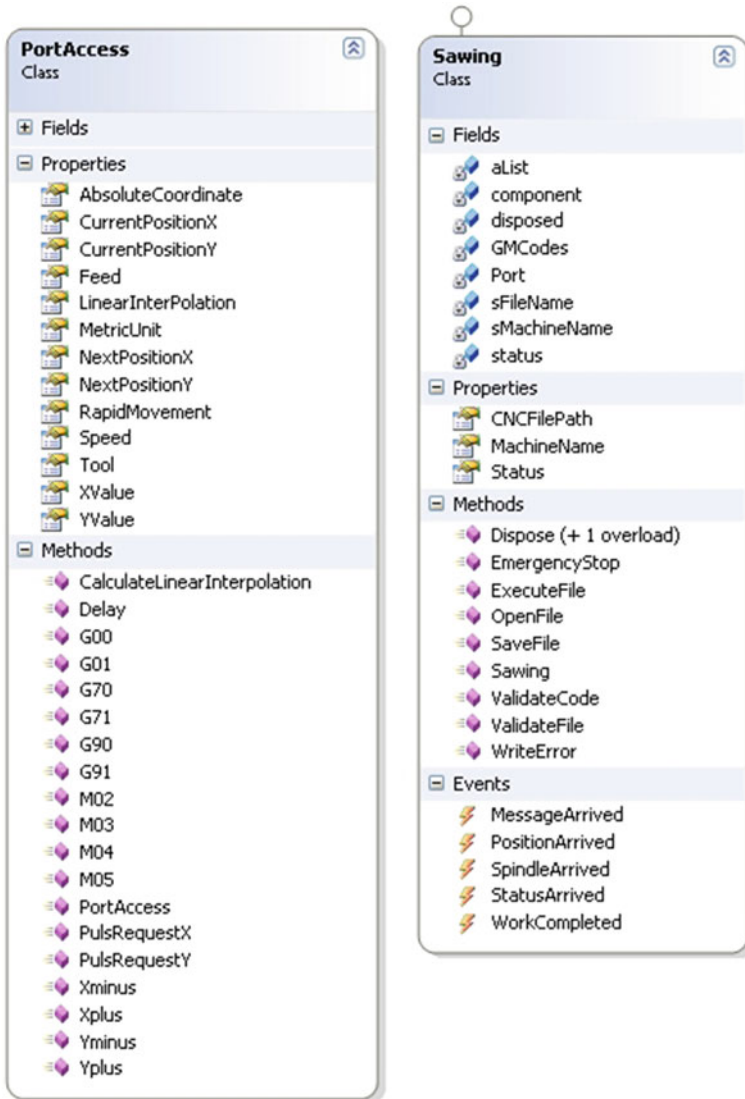 PortAccess
Class
Fields
Properties
AbsoluteCoordinate
CurrentPositionX
CurrentPositionY
Feed
LinearInterPolation
MetricUnit
NextPositionX
NextPositionY
RapidMovement
Speed
Tool
XValue
YValue
Methods
CalculateLinearInterpolation
Delay
G00
G01
G70
G71
G90
G91
M02
M03
M04
M05
PortAccess
PulsRequestX
PulsRequestY
Xminus
Xplus
Yminus
Yplus
Sawing
Class
Fields
aList
component
disposed
GMCodes
Port
sFileName
sMachineName
status
Properties
CNCFilePath
MachineName
Status
Methods
Dispose (+ 1 overload)
EmergencyStop
ExecuteFile
OpenFile
SaveFile
Sawing
ValidateCode
ValidateFile
WriteError
Events
MessageArrived
PositionArrived
SpindleArrived
StatusArrived
WorkCompleted